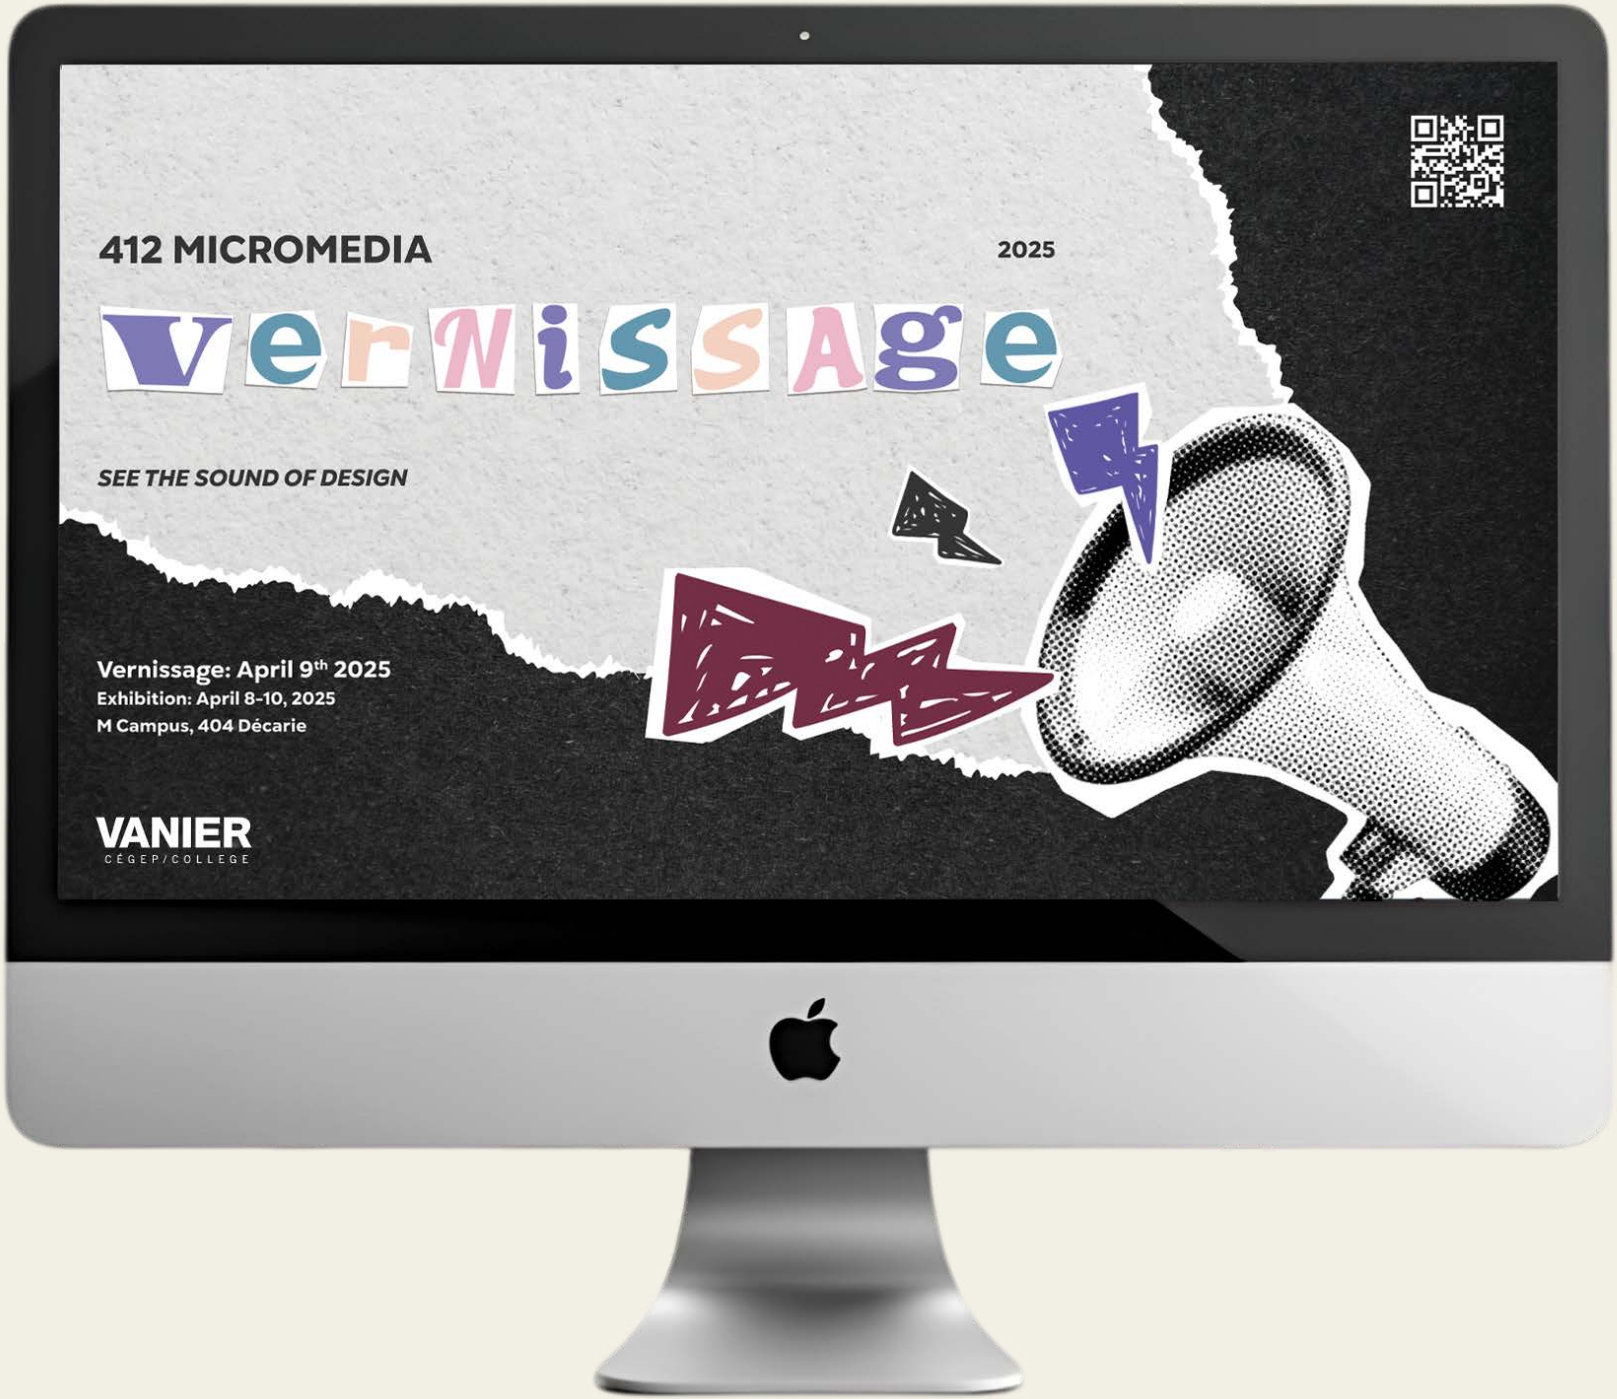 412 MICROMEDIA
2025
verNissAge
SEE THE SOUND OF DESIGN
Vernissage: April 9th 2025
Exhibition: April 8-10, 2025
M Campus, 404 Décarie
VANIER
CÉGEP/COLLEGE